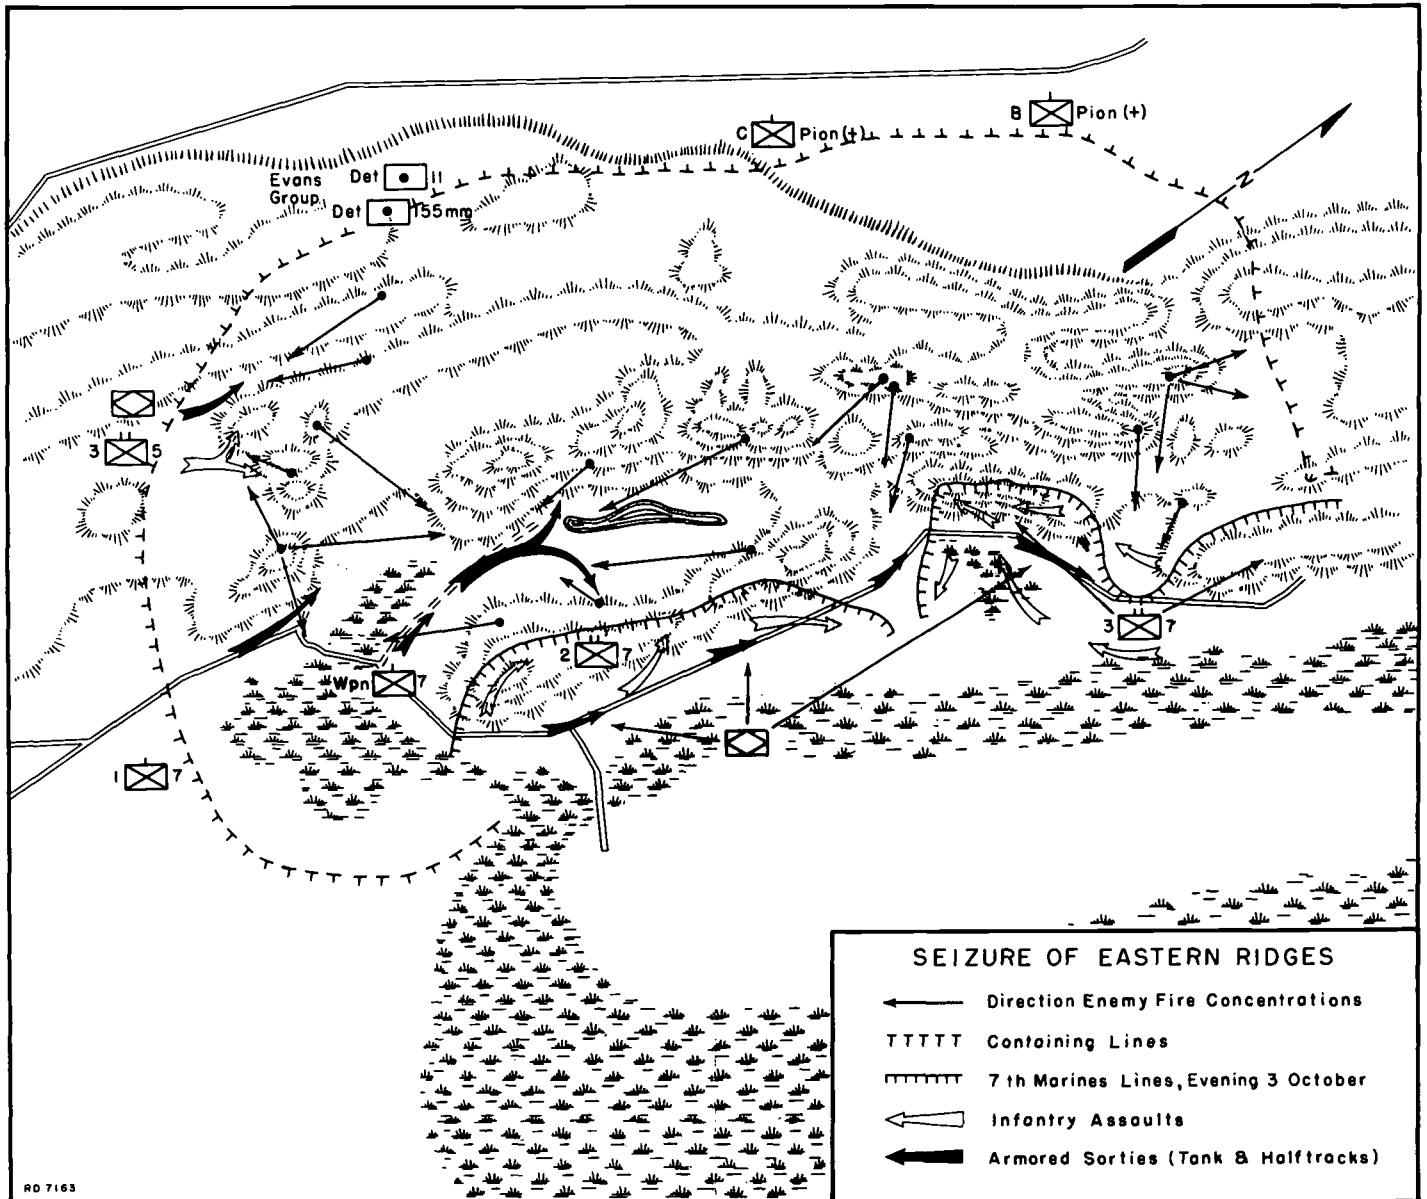 B Pion (+)
C Pion (+)
N
Evans
Group
Det 11
Det 155mm
3 5
2 7
3 7
Wpn 7
1 7
SEIZURE OF EASTERN RIDGES
Direction Enemy Fire Concentrations
Containing Lines
7th Marines Lines, Evening 3 October
Infantry Assaults
Armored Sorties (Tank & Halftracks)
RD 7163